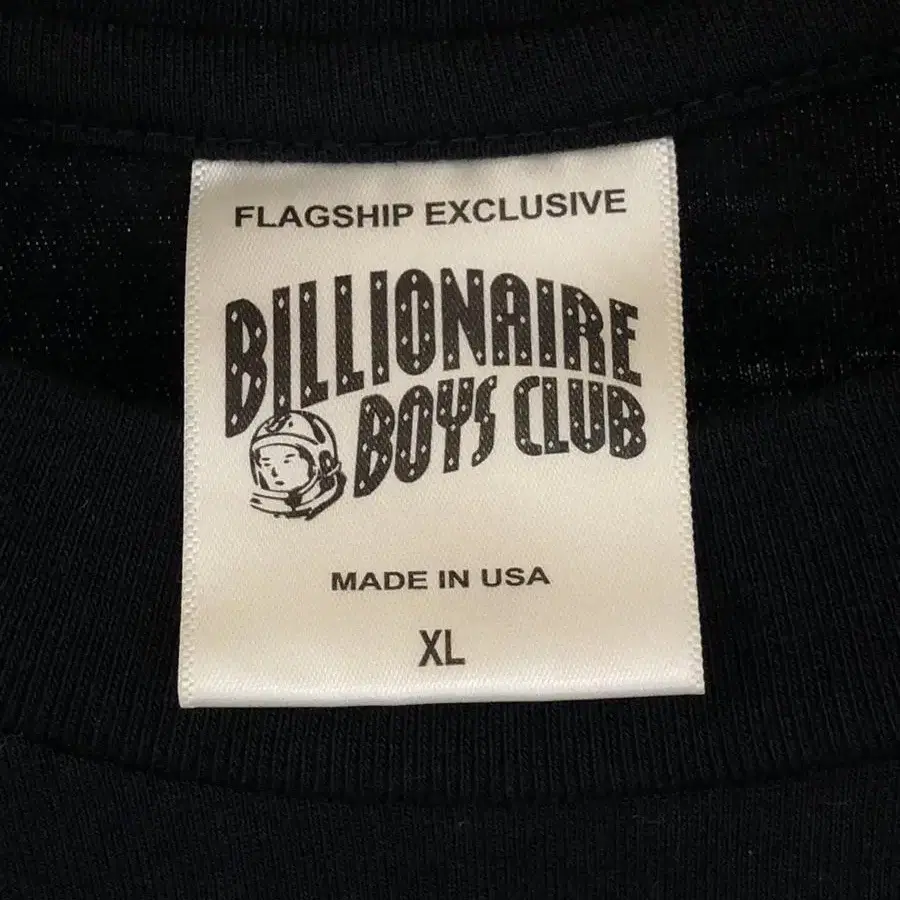 FLAGSHIP EXCLUSIVE
BILLIONAIRE
BOYS CLUB
MADE IN USA
XL